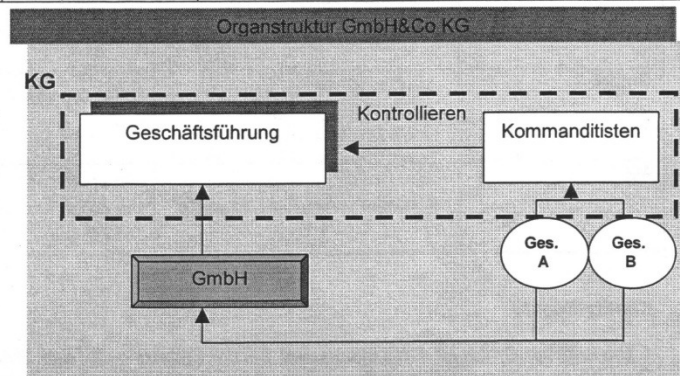 Organstruktur GmbH&Co KG
KG
Kontrollieren
Geschäftsführung
Kommanditisten
Ges.
A
Ges.
B
GmbH